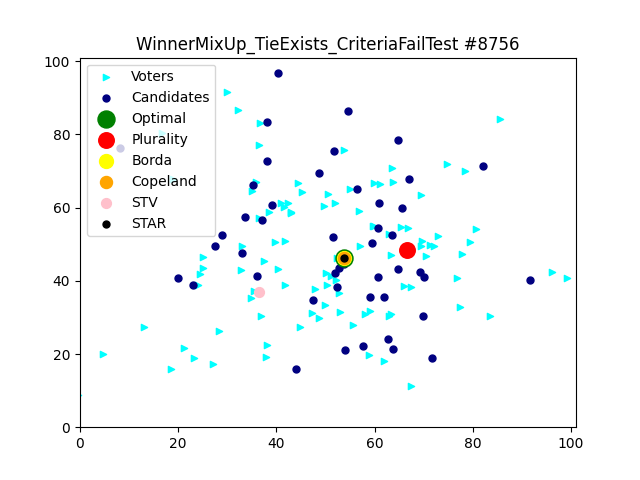 WinnerMixUp_TieExists_CriteriaFailTest #8756
100
80
60
40
20
0
Voters
Candidates
Optimal
Plurality
Borda
Copeland
STV
STAR
0 20 40 60 80 100